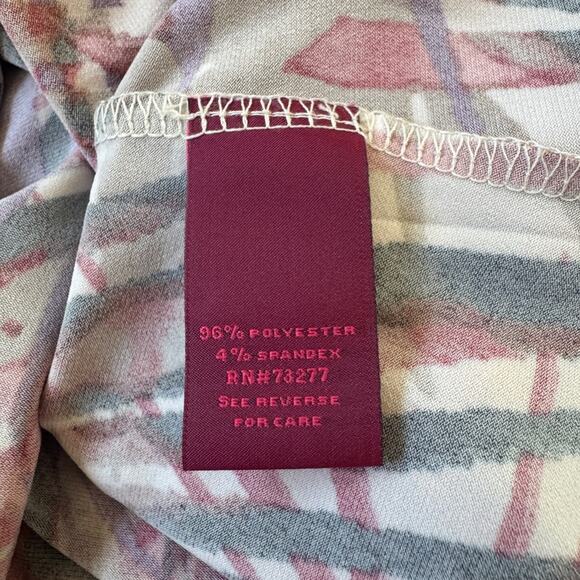 96% POLYESTER
4% SPANDEX
RN#73277
SEE REVERSE
FOR CARE